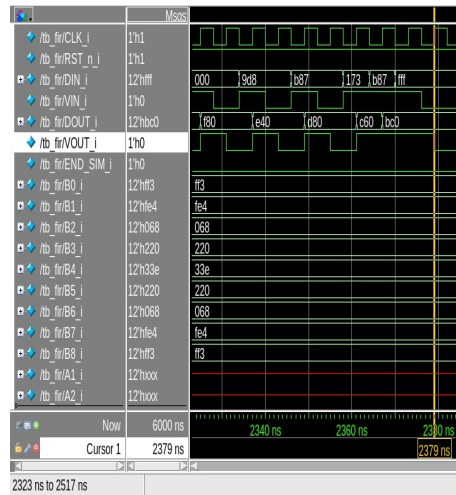 Msgs
/tb_fir/CLK_i 1'h1
/tb_fir/RST_n_i 1'h1
/tb_fir/DIN_i 12'hfff 000 9d8 b87 173 b87 fff
/tb_fir/VIN_i 1'h0
/tb_fir/DOUT_i 12'hbc0 f80 e40 d80 c60 bc0
/tb_fir/VOUT_i 1'h0
/tb_fir/END_SIM_i 1'h0
/tb_fir/B0_i 12'hff3 ff3
/tb_fir/B1_i 12'hfe4 fe4
/tb_fir/B2_i 12'h068 068
/tb_fir/B3_i 12'h220 220
/tb_fir/B4_i 12'h33e 33e
/tb_fir/B5_i 12'h220 220
/tb_fir/B6_i 12'h068 068
/tb_fir/B7_i 12'hfe4 fe4
/tb_fir/B8_i 12'hff3 ff3
/tb_fir/A1_i 12'hxxx
/tb_fir/A2_i 12'hxxx
Now 6000 ns 2340 ns 2360 ns 2380 ns
Cursor 1 2379 ns 2379 ns
2323 ns to 2517 ns